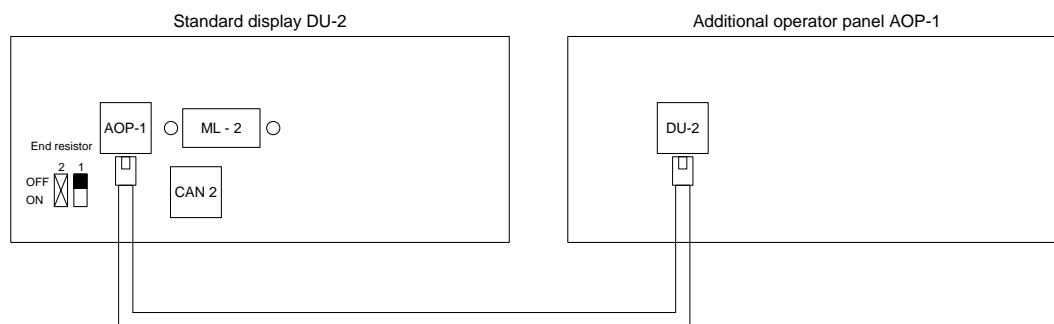 Standard display DU-2
Additional operator panel AOP-1
AOP-1
ML - 2
DU-2
End resistor
2 1
OFF
ON
CAN 2